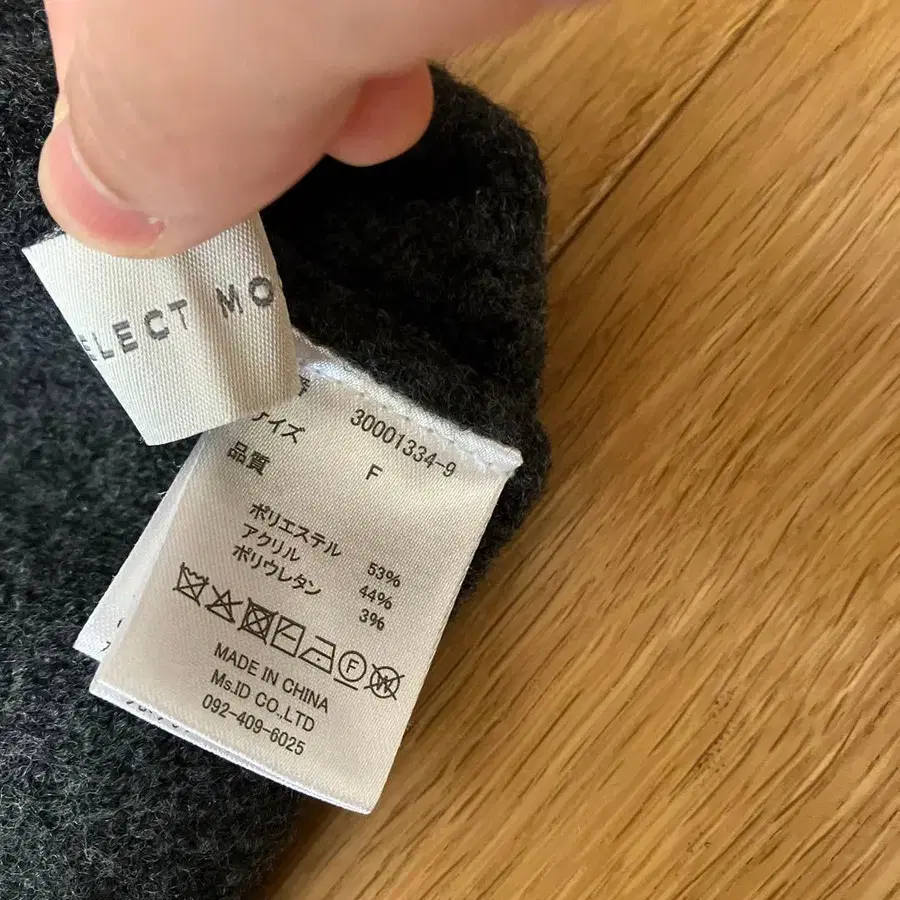 ELECT MO
30001334-9
イズ F
品質
ポリエステル 53%
アクリル 44%
ポリウレタン 3%
F W
MADE IN CHINA
Ms.ID CO.,LTD
092-409-6025